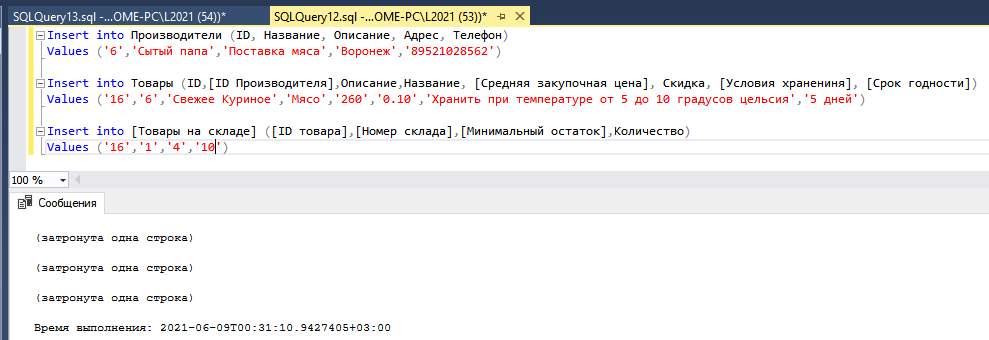 SQLQuery13.sql -...OME-PC\L2021 (54))* SQLQuery12.sql -...OME-PC\L2021 (53))*
Insert into Производители (ID, Название, Описание, Адрес, Телефон)
Values ('6','Сытый папа','Поставка мяса','Воронеж','89521028562')
Insert into Товары (ID,[ID Производителя],Описание,Название, [Средняя закупочная цена], Скидка, [Условия хранениния], [Срок годности])
Values ('16','6','Свежее Куриное','Мясо','260','0.10','Хранить при температуре от 5 до 10 градусов цельсия','5 дней')
Insert into [Товары на складе] ([ID товара],[Номер склада],[Минимальный остаток],Количество)
Values ('16','1','4','10')
100 %
Сообщения
(затронута одна строка)
(затронута одна строка)
(затронута одна строка)
Время выполнения: 2021-06-09T00:31:10.9427405+03:00